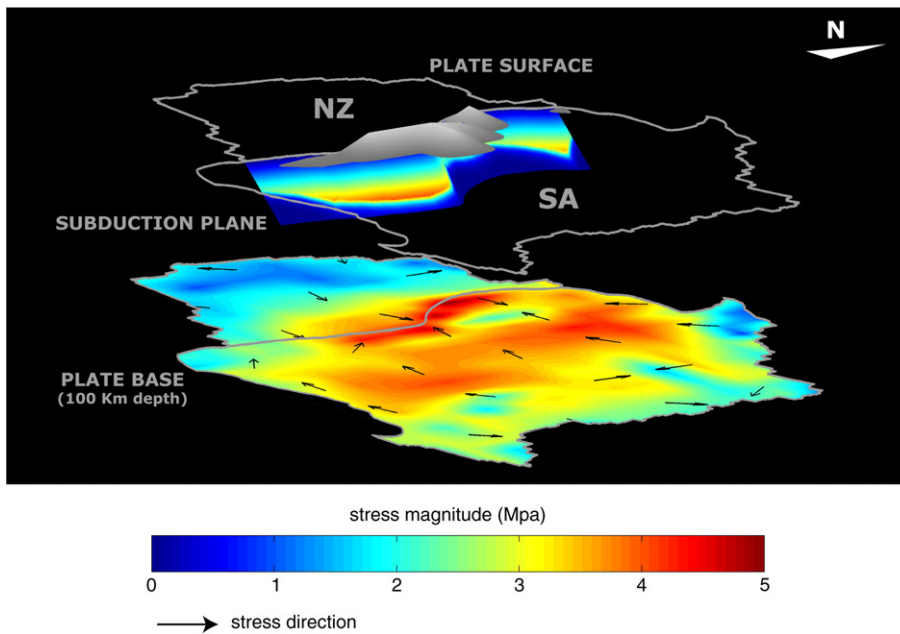 N
PLATE SURFACE
NZ
SA
SUBDUCTION PLANE
PLATE BASE
(100 Km depth)
stress magnitude (Mpa)
0 1 2 3 4 5
stress direction